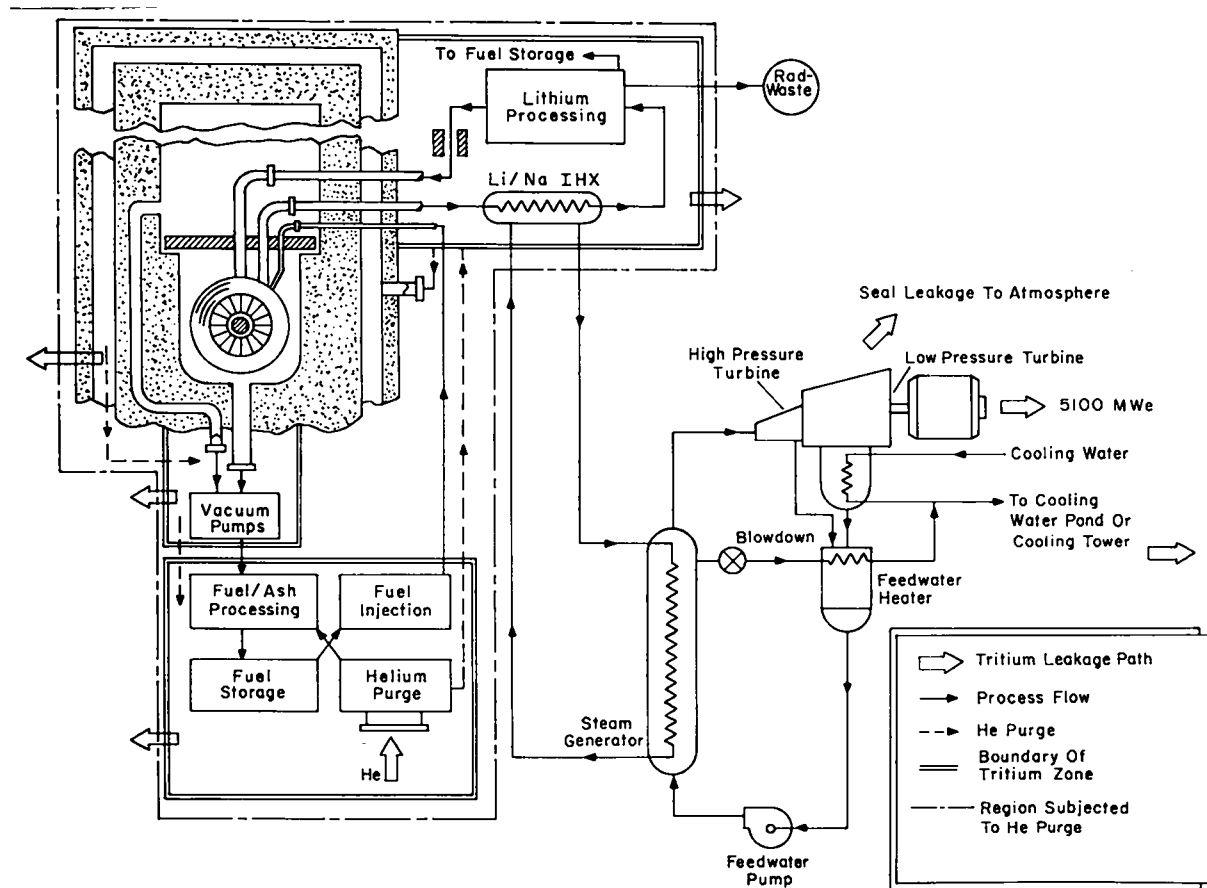 To Fuel Storage
Rad-
Waste
Lithium
Processing
Li/Na IHX
Seal Leakage To Atmosphere
High Pressure
Turbine
Low Pressure Turbine
5100 MWe
Cooling Water
To Cooling
Water Pond Or
Cooling Tower
Vacuum
Pumps
Blowdown
Feedwater
Heater
Fuel/Ash
Processing
Fuel
Injection
Fuel
Storage
Helium
Purge
Steam
Generator
He
Feedwater
Pump
Tritium Leakage Path
Process Flow
He Purge
Boundary Of
Tritium Zone
Region Subjected
To He Purge